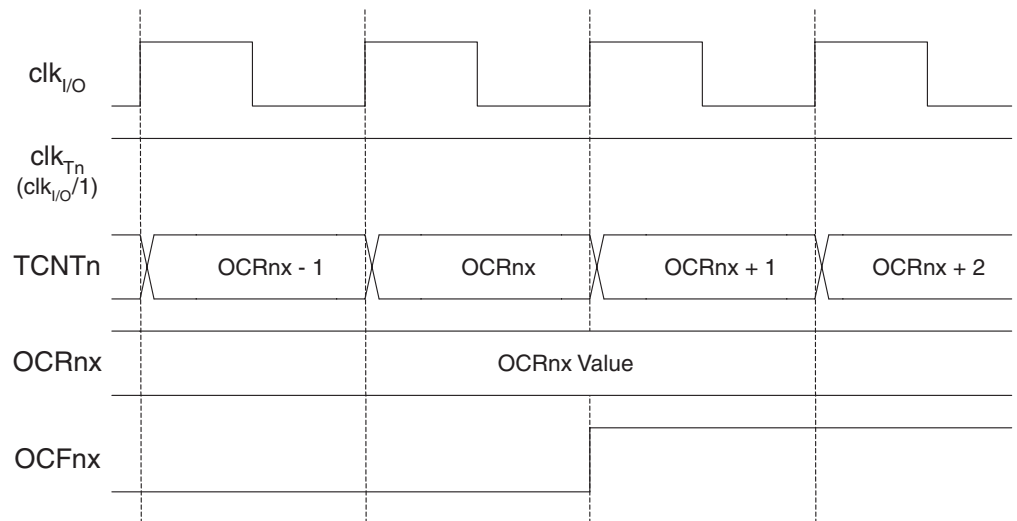 clkI/O
clkTn
(clkI/O/1)
TCNTn OCRnx - 1 OCRnx OCRnx + 1 OCRnx + 2
OCRnx OCRnx Value
OCFnx